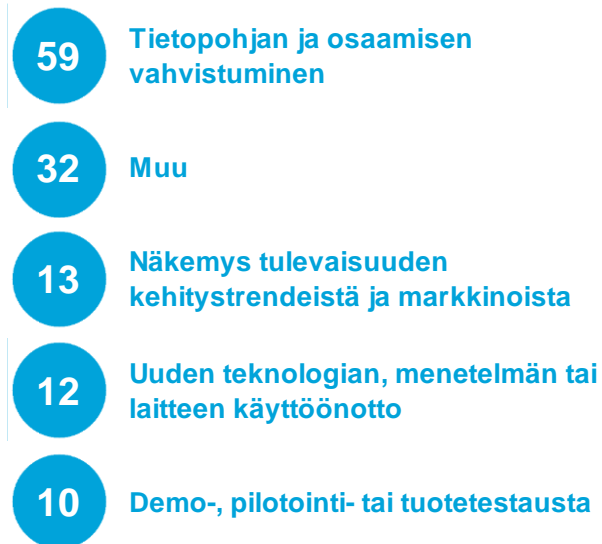 59
Tietopohjan ja osaamisen
vahvistuminen
32
Muu
13
Näkemys tulevaisuuden
kehitystrendeistä ja markkinoista
12
Uuden teknologian, menetelmän tai
laitteen käyttöönotto
10
Demo-, pilotointi- tai tuotetestausta